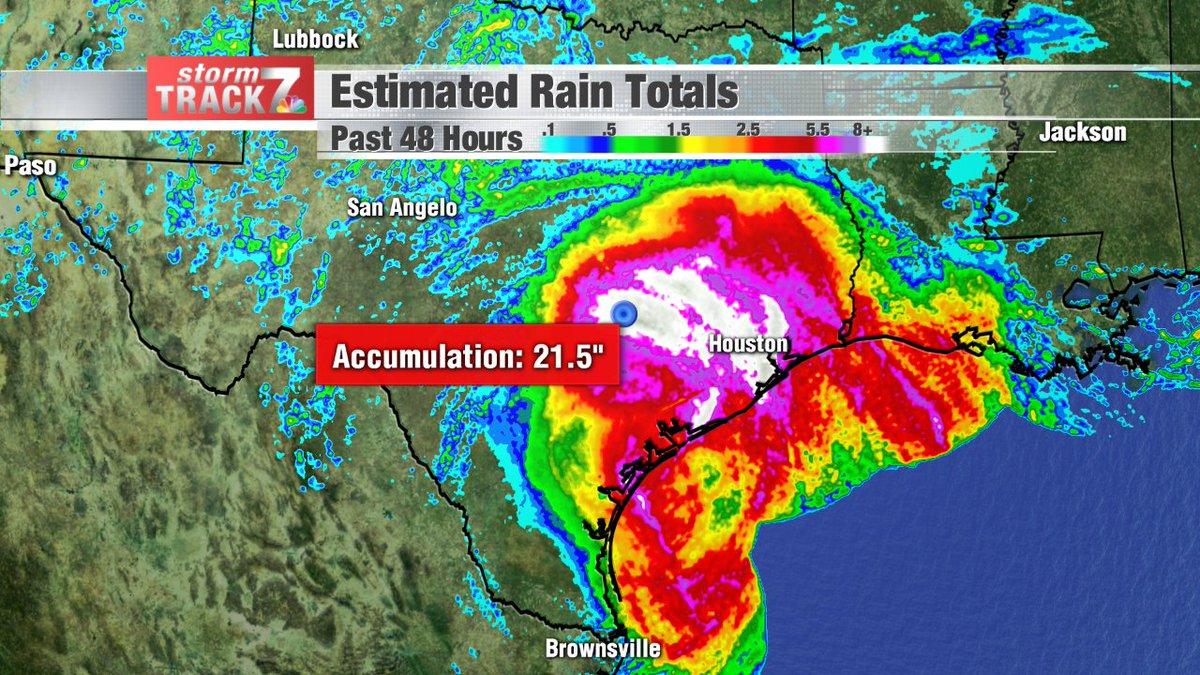 Lubbock
storm
TRACK 7
Estimated Rain Totals
Past 48 Hours
.1 .5 1.5 2.5 5.5 8+
Jackson
Paso
San Angelo
Houston
Accumulation: 21.5"
Brownsville